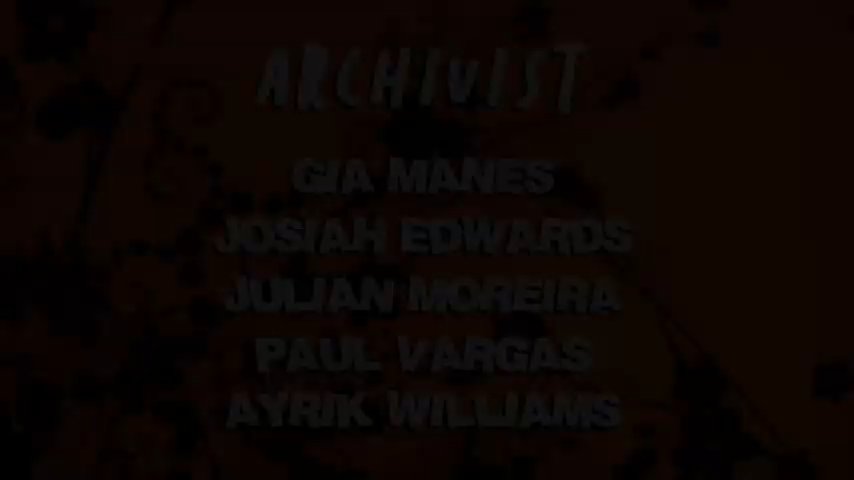 ARCHIVIST
GIA MANES
JOSIAH EDWARDS
JULIAN MOREIRA
PAUL VARGAS
AYRIK WILLIAMS